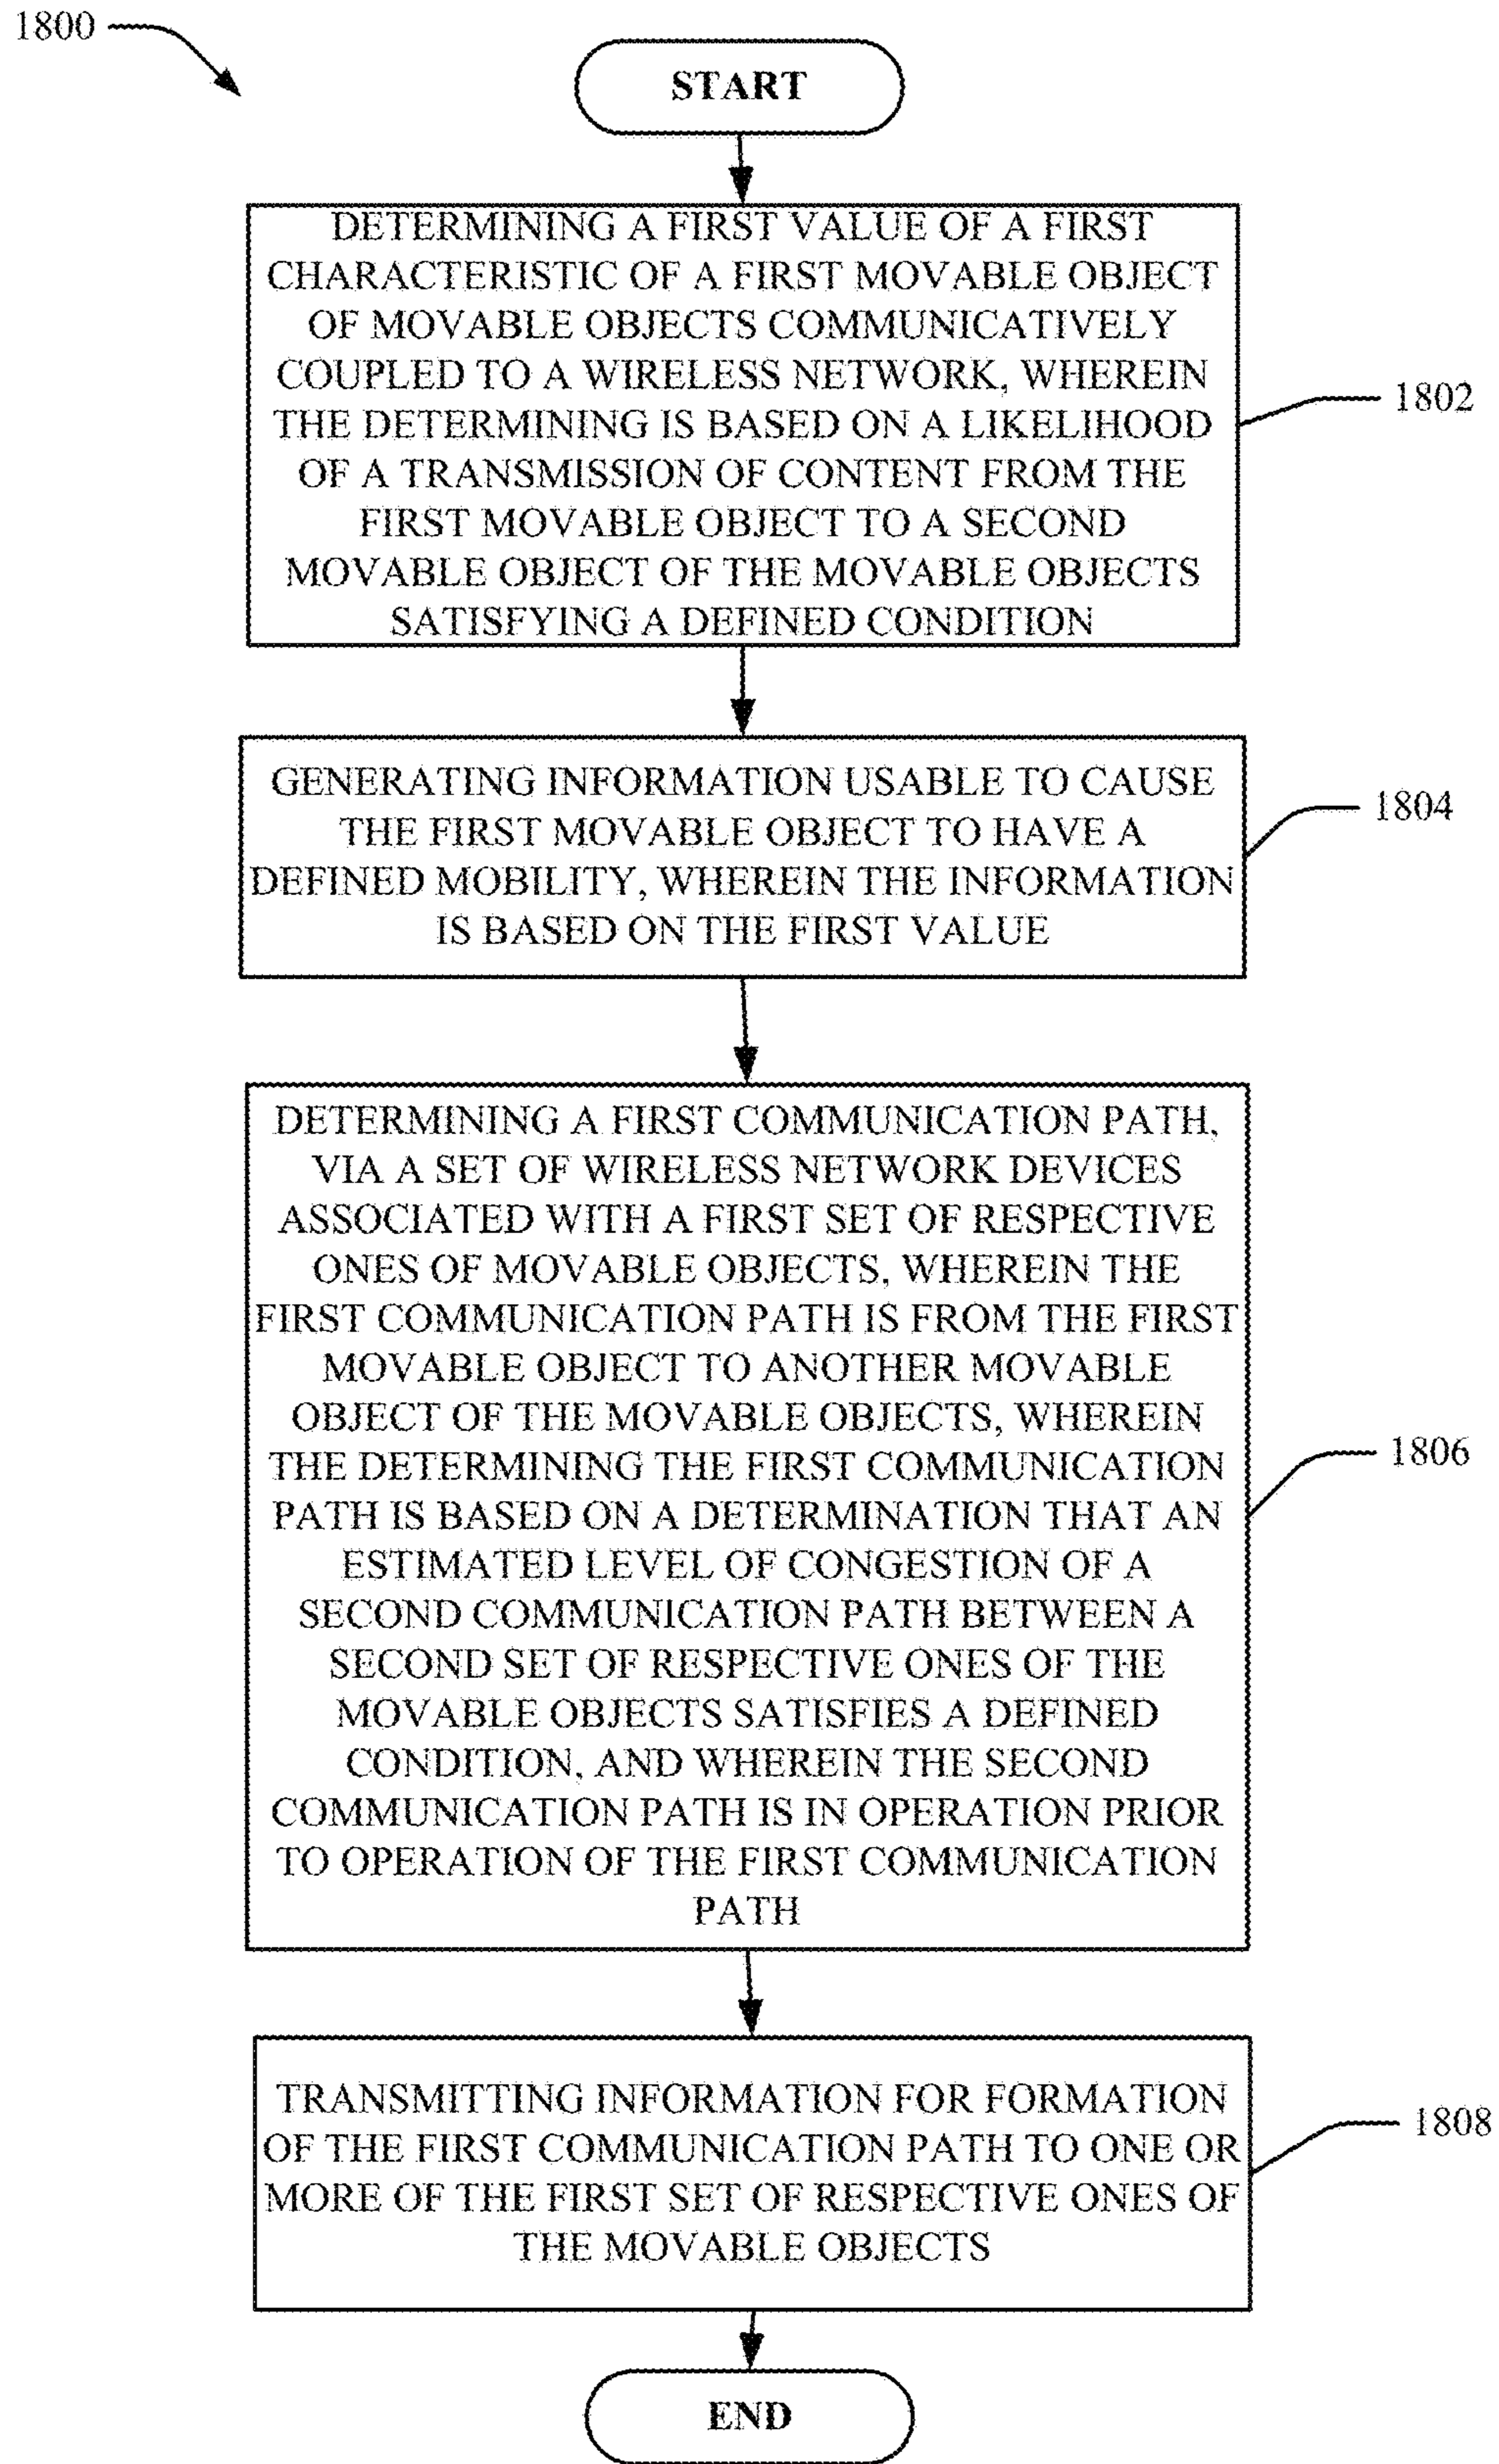 1800
START
DETERMINING A FIRST VALUE OF A FIRST
CHARACTERISTIC OF A FIRST MOVABLE OBJECT
OF MOVABLE OBJECTS COMMUNICATIVELY
COUPLED TO A WIRELESS NETWORK, WHEREIN
THE DETERMINING IS BASED ON A LIKELIHOOD
OF A TRANSMISSION OF CONTENT FROM THE
FIRST MOVABLE OBJECT TO A SECOND
MOVABLE OBJECT OF THE MOVABLE OBJECTS
SATISFYING A DEFINED CONDITION
1802
GENERATING INFORMATION USABLE TO CAUSE
THE FIRST MOVABLE OBJECT TO HAVE A
DEFINED MOBILITY, WHEREIN THE INFORMATION
IS BASED ON THE FIRST VALUE
1804
DETERMINING A FIRST COMMUNICATION PATH,
VIA A SET OF WIRELESS NETWORK DEVICES
ASSOCIATED WITH A FIRST SET OF RESPECTIVE
ONES OF MOVABLE OBJECTS, WHEREIN THE
FIRST COMMUNICATION PATH IS FROM THE FIRST
MOVABLE OBJECT TO ANOTHER MOVABLE
OBJECT OF THE MOVABLE OBJECTS, WHEREIN
THE DETERMINING THE FIRST COMMUNICATION
PATH IS BASED ON A DETERMINATION THAT AN
ESTIMATED LEVEL OF CONGESTION OF A
SECOND COMMUNICATION PATH BETWEEN A
SECOND SET OF RESPECTIVE ONES OF THE
MOVABLE OBJECTS SATISFIES A DEFINED
CONDITION, AND WHEREIN THE SECOND
COMMUNICATION PATH IS IN OPERATION PRIOR
TO OPERATION OF THE FIRST COMMUNICATION
PATH
1806
TRANSMITTING INFORMATION FOR FORMATION
OF THE FIRST COMMUNICATION PATH TO ONE OR
MORE OF THE FIRST SET OF RESPECTIVE ONES OF
THE MOVABLE OBJECTS
1808
END